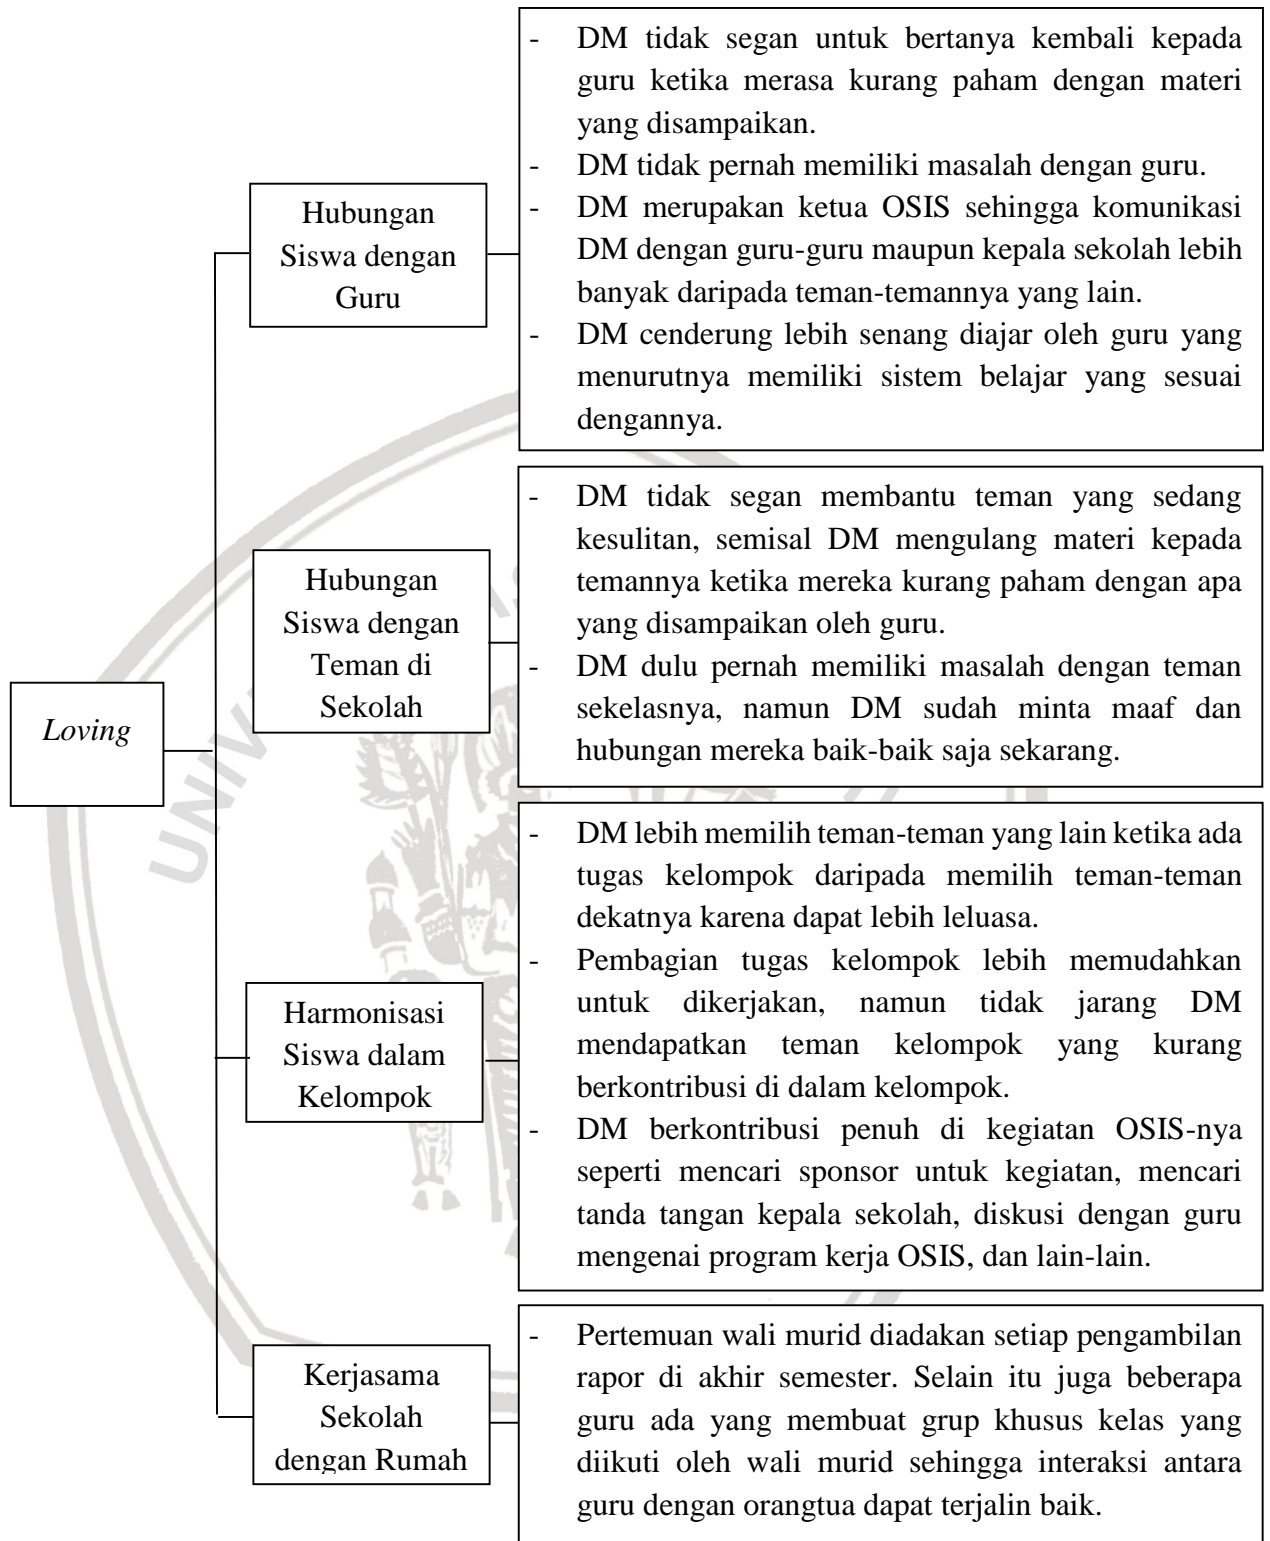 - DM tidak segan untuk bertanya kembali kepada
guru ketika merasa kurang paham dengan materi
yang disampaikan.
- DM tidak pernah memiliki masalah dengan guru.
- DM merupakan ketua OSIS sehingga komunikasi
DM dengan guru-guru maupun kepala sekolah lebih
banyak daripada teman-temannya yang lain.
- DM cenderung lebih senang diajar oleh guru yang
menurutnya memiliki sistem belajar yang sesuai
dengannya.
Hubungan
Siswa dengan
Guru
- DM tidak segan membantu teman yang sedang
kesulitan, semisal DM mengulang materi kepada
temannya ketika mereka kurang paham dengan apa
yang disampaikan oleh guru.
- DM dulu pernah memiliki masalah dengan teman
sekelasnya, namun DM sudah minta maaf dan
hubungan mereka baik-baik saja sekarang.
Hubungan
Siswa dengan
Teman di
Sekolah
Loving
- DM lebih memilih teman-teman yang lain ketika ada
tugas kelompok daripada memilih teman-teman
dekatnya karena dapat lebih leluasa.
- Pembagian tugas kelompok lebih memudahkan
untuk dikerjakan, namun tidak jarang DM
mendapatkan teman kelompok yang kurang
berkontribusi di dalam kelompok.
- DM berkontribusi penuh di kegiatan OSIS-nya
seperti mencari sponsor untuk kegiatan, mencari
tanda tangan kepala sekolah, diskusi dengan guru
mengenai program kerja OSIS, dan lain-lain.
Harmonisasi
Siswa dalam
Kelompok
- Pertemuan wali murid diadakan setiap pengambilan
rapor di akhir semester. Selain itu juga beberapa
guru ada yang membuat grup khusus kelas yang
diikuti oleh wali murid sehingga interaksi antara
guru dengan orangtua dapat terjalin baik.
Kerjasama
Sekolah
dengan Rumah